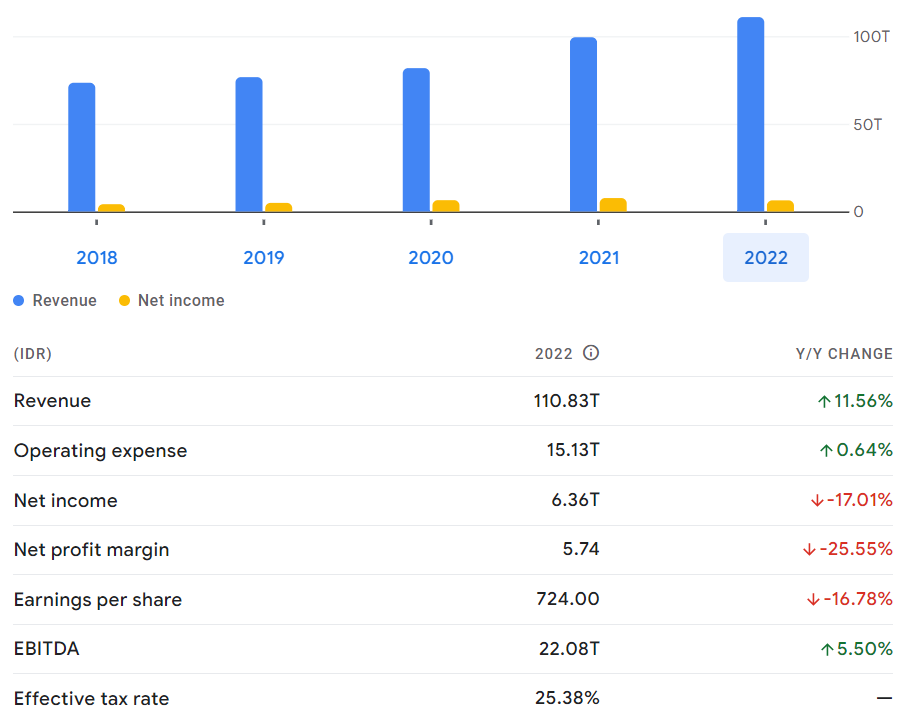 100T
50T
0
2018 2019 2020 2021 2022
Revenue Net income
(IDR) 2022 Y/Y CHANGE
Revenue 110.83T ↑11.56%
Operating expense 15.13T ↑0.64%
Net income 6.36T ↓-17.01%
Net profit margin 5.74 ↓-25.55%
Earnings per share 724.00 ↓-16.78%
EBITDA 22.08T ↑5.50%
Effective tax rate 25.38% —